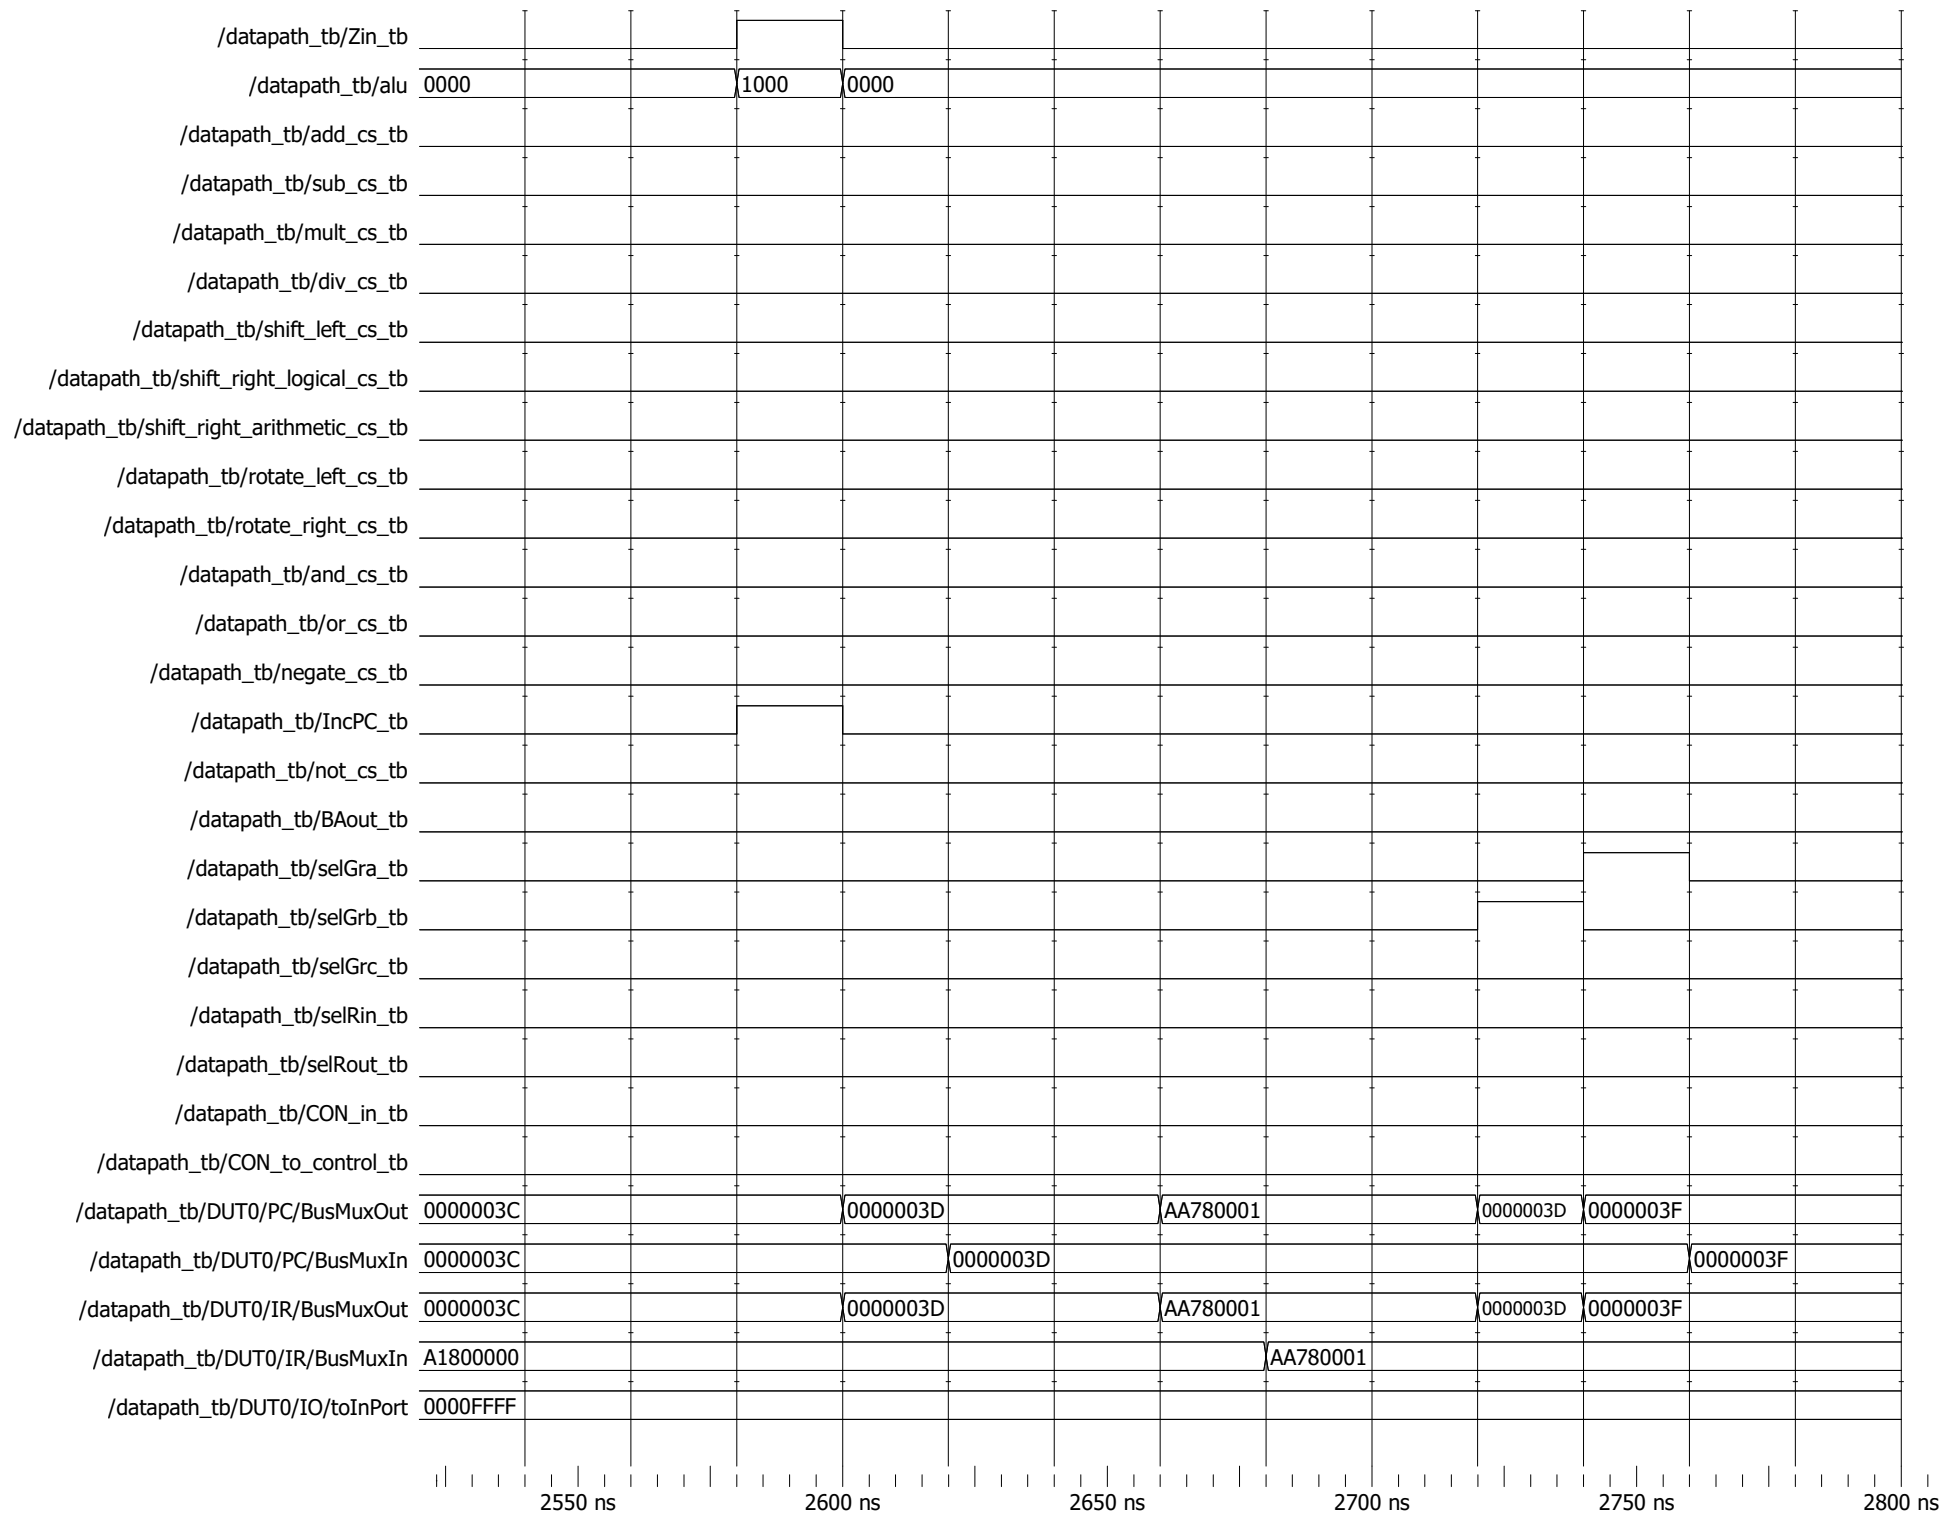 /datapath_tb/Zin_tb
/datapath_tb/alu 0000 1000 0000
/datapath_tb/add_cs_tb
/datapath_tb/sub_cs_tb
/datapath_tb/mult_cs_tb
/datapath_tb/div_cs_tb
/datapath_tb/shift_left_cs_tb
/datapath_tb/shift_right_logical_cs_tb
/datapath_tb/shift_right_arithmetic_cs_tb
/datapath_tb/rotate_left_cs_tb
/datapath_tb/rotate_right_cs_tb
/datapath_tb/and_cs_tb
/datapath_tb/or_cs_tb
/datapath_tb/negate_cs_tb
/datapath_tb/IncPC_tb
/datapath_tb/not_cs_tb
/datapath_tb/BAout_tb
/datapath_tb/selGra_tb
/datapath_tb/selGrb_tb
/datapath_tb/selGrc_tb
/datapath_tb/selRin_tb
/datapath_tb/selRout_tb
/datapath_tb/CON_in_tb
/datapath_tb/CON_to_control_tb
/datapath_tb/DUT0/PC/BusMuxOut 0000003C 0000003D AA780001 0000003D 0000003F
/datapath_tb/DUT0/PC/BusMuxIn 0000003C 0000003D 0000003F
/datapath_tb/DUT0/IR/BusMuxOut 0000003C 0000003D AA780001 0000003D 0000003F
/datapath_tb/DUT0/IR/BusMuxIn A1800000 AA780001
/datapath_tb/DUT0/IO/toInPort 0000FFFF
2550 ns 2600 ns 2650 ns 2700 ns 2750 ns 2800 ns